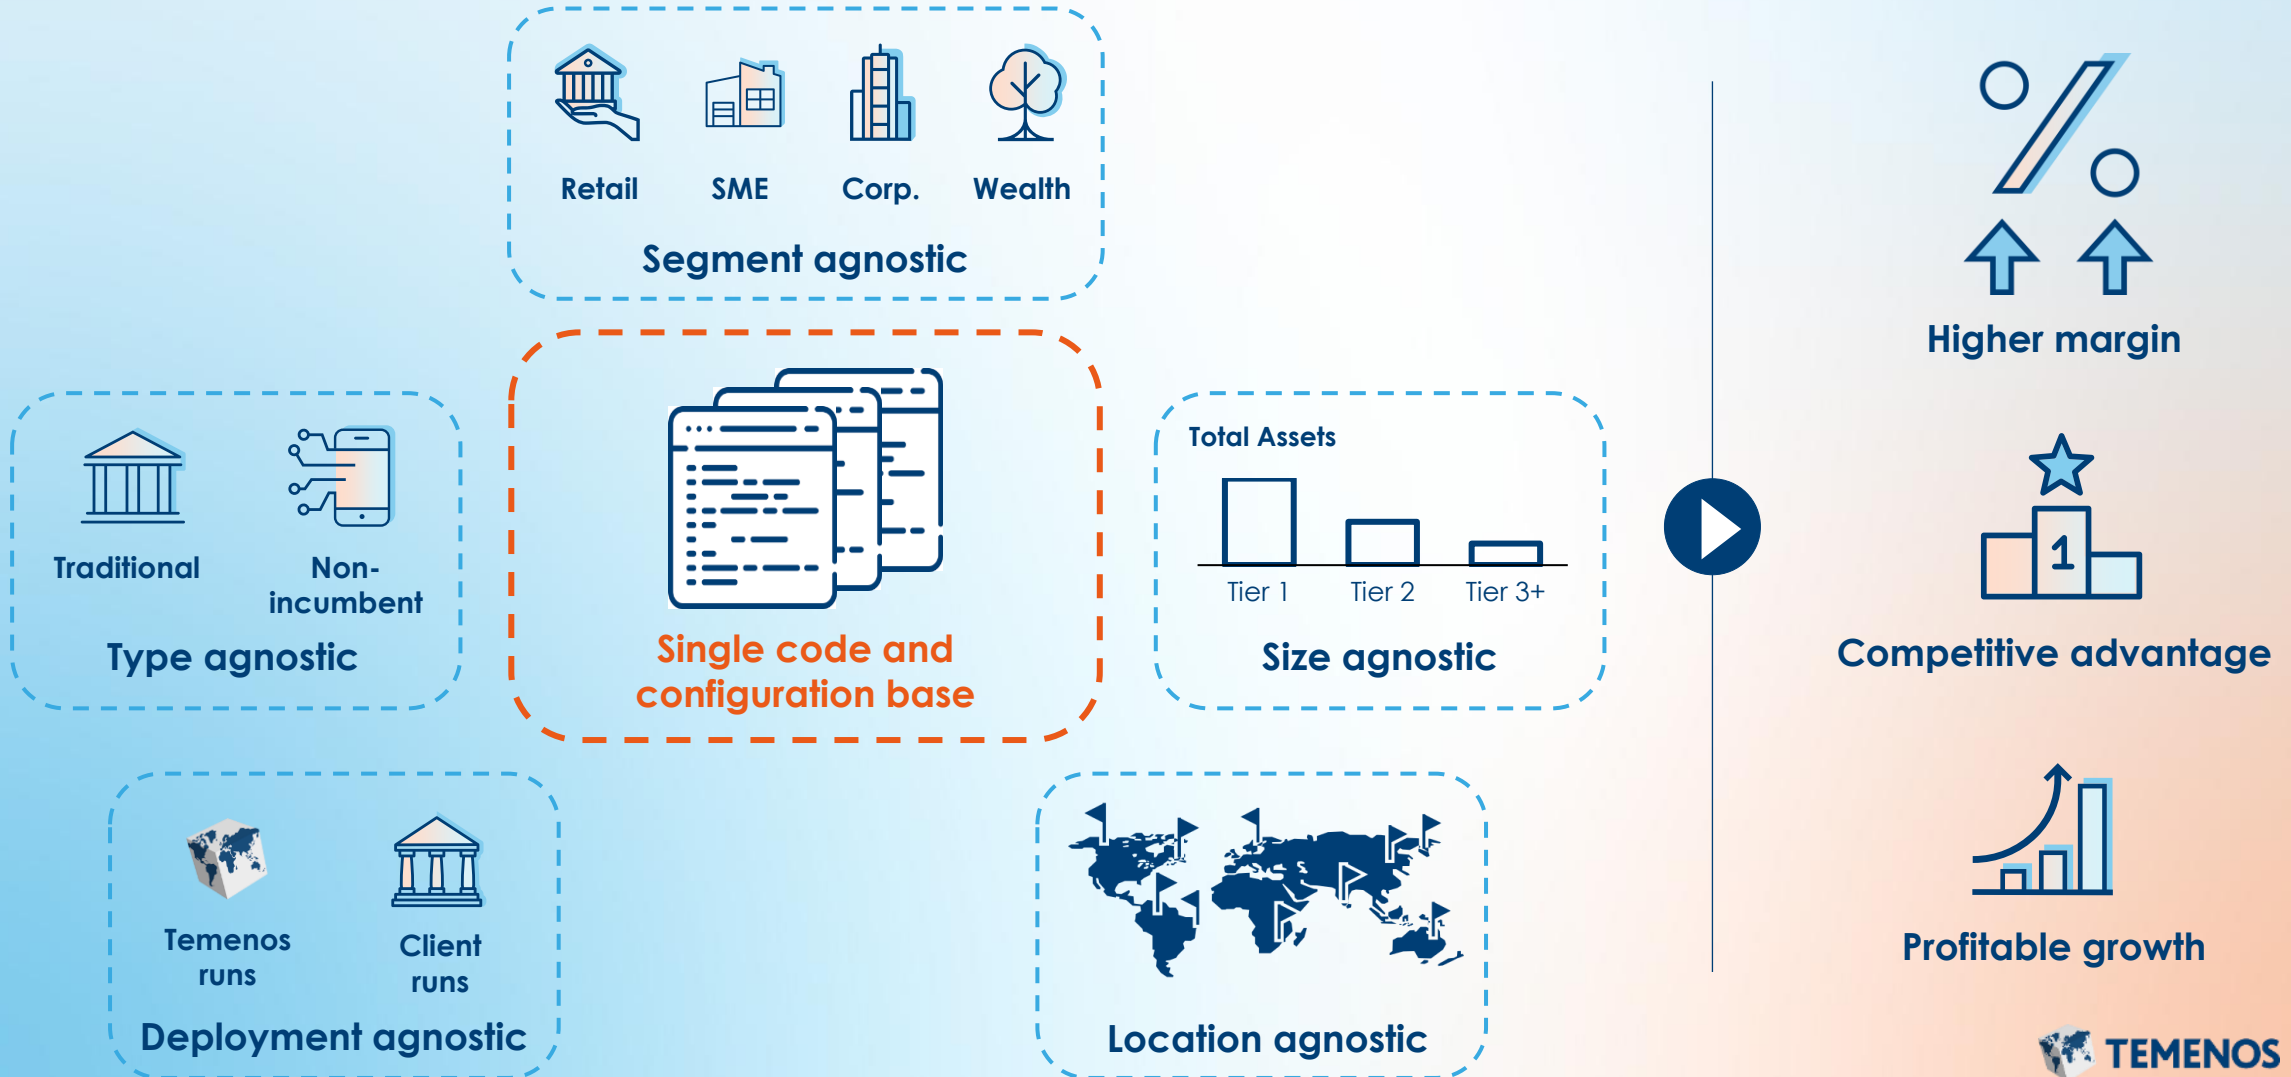 Retail
SME
Corp.
Wealth
Segment agnostic
Traditional
Non-
incumbent
Type agnostic
Single code and
configuration base
Total Assets
Tier 1
Tier 2
Tier 3+
Size agnostic
Temenos
runs
Client
runs
Deployment agnostic
Location agnostic
Higher margin
1
Competitive advantage
Profitable growth
TEMENOS